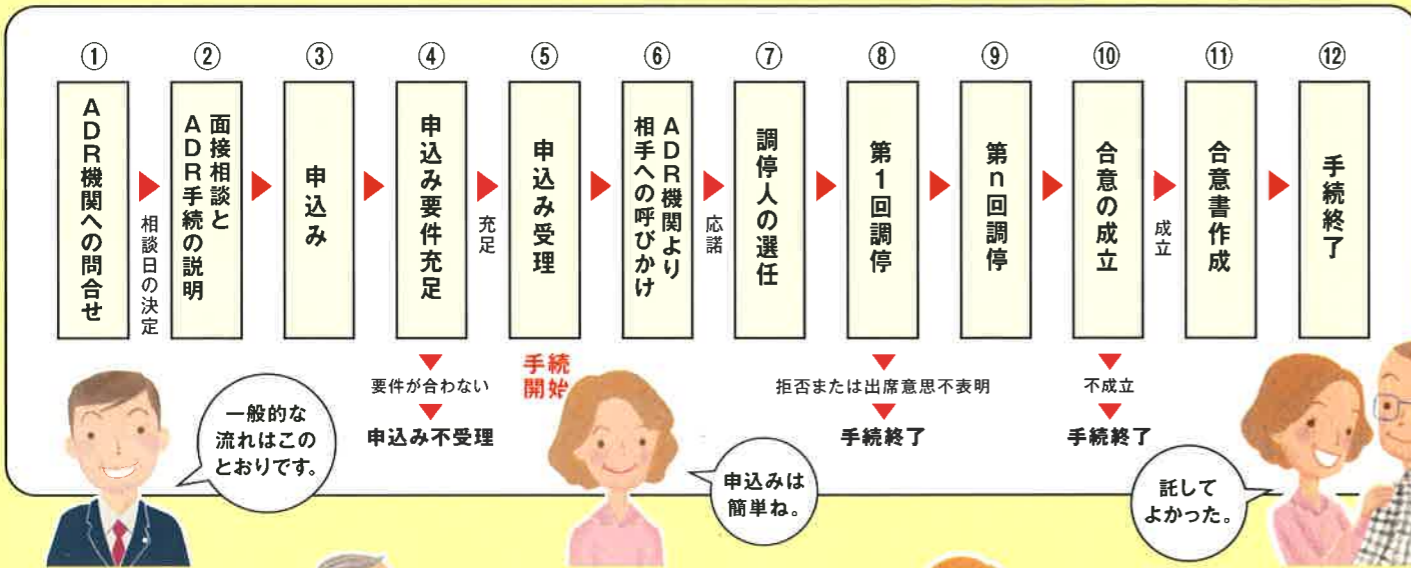 ①
ADR機関への問合せ
相談日の決定
②
面接相談と
ADR手続の説明
③
申込み
④
申込み要件充足
充足
要件が合わない
申込み不受理
⑤
申込み受理
手続
開始
⑥
ADR機関より
相手への呼びかけ
応諾
⑦
調停人の選任
⑧
第1回調停
拒否または出席意思不表明
手続終了
⑨
第n回調停
⑩
合意の成立
成立
不成立
手続終了
⑪
合意書作成
⑫
手続終了
一般的な
流れはこの
とおりです。
申込みは
簡単ね。
託して
よかった。